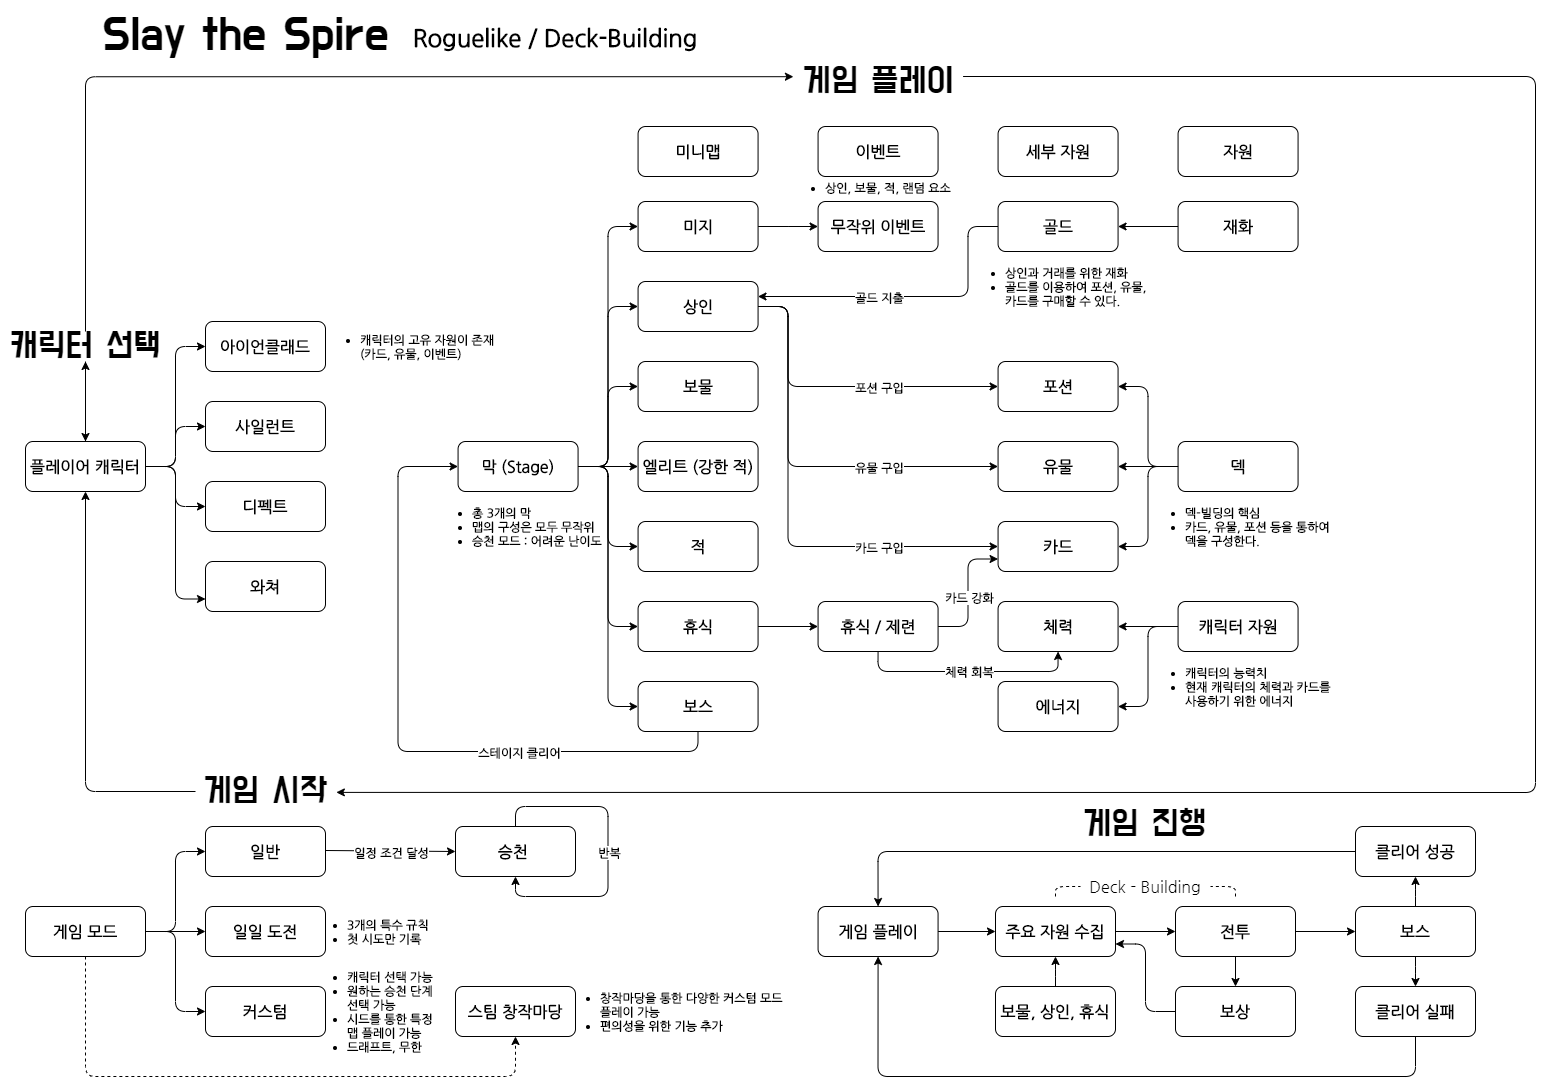 Slay the Spire
Roguelike / Deck-Building
게임 플레이
미니맵
이벤트
세부 자원
자원
상인, 보물, 적, 랜덤 요소
미지
무작위 이벤트
골드
재화
상인과 거래를 위한 재화
골드를 이용하여 포션, 유물,
카드를 구매할 수 있다.
상인
골드 지출
보물
포션 구입
포션
막 (Stage)
총 3개의 막
맵의 구성은 모두 무작위
승천 모드 : 어려운 난이도
엘리트 (강한 적)
유물 구입
유물
덱
덱-빌딩의 핵심
카드, 유물, 포션 등을 통하여
덱을 구성한다.
적
카드 구입
카드
카드 강화
휴식
휴식 / 제련
체력
캐릭터 자원
체력 회복
캐릭터의 능력치
현재 캐릭터의 체력과 카드를
사용하기 위한 에너지
보스
에너지
스테이지 클리어
캐릭터 선택
플레이어 캐릭터
아이언클래드
캐릭터의 고유 자원이 존재
(카드, 유물, 이벤트)
사일런트
디펙트
와쳐
게임 시작
일반
일정 조건 달성
승천
반복
게임 모드
일일 도전
3개의 특수 규칙
첫 시도만 기록
커스텀
캐릭터 선택 가능
원하는 승천 단계
선택 가능
시드를 통한 특정
맵 플레이 가능
드래프트, 무한
스팀 창작마당
창작마당을 통한 다양한 커스텀 모드
플레이 가능
편의성을 위한 기능 추가
게임 진행
클리어 성공
Deck - Building
게임 플레이
주요 자원 수집
전투
보스
보물, 상인, 휴식
보상
클리어 실패